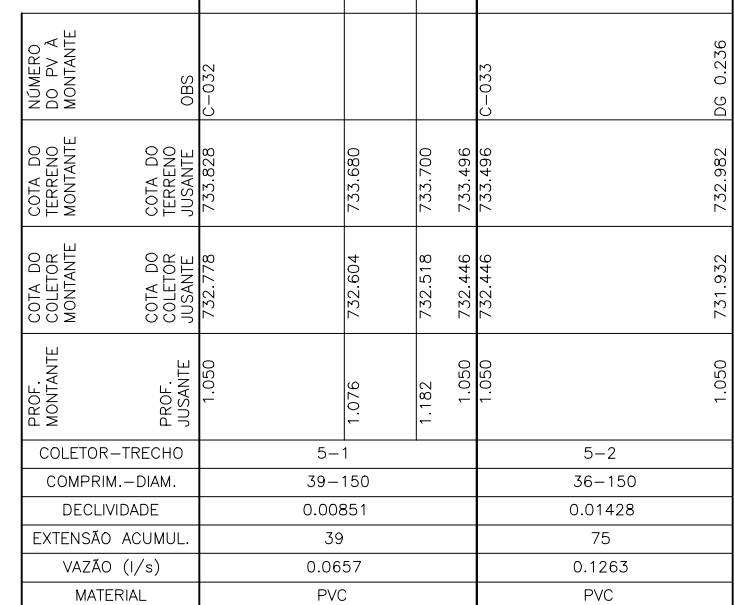 NÚMERO
DO PV À
MONTANTE
OBS
C-032
C-033
DG 0.236
COTA DO
TERRENO
MONTANTE
COTA DO
TERRENO
JUSANTE
733.828
733.680
733.700
733.496
733.496
732.982
COTA DO
COLETOR
MONTANTE
COTA DO
COLETOR
JUSANTE
732.778
732.604
732.518
732.446
732.446
731.932
PROF.
MONTANTE
PROF.
JUSANTE
1.050
1.076
1.182
1.050
1.050
1.050
COLETOR-TRECHO 5-1 5-2
COMPRIM.-DIAM. 39-150 36-150
DECLIVIDADE 0.00851 0.01428
EXTENSÃO ACUMUL. 39 75
VAZÃO (l/s) 0.0657 0.1263
MATERIAL PVC PVC